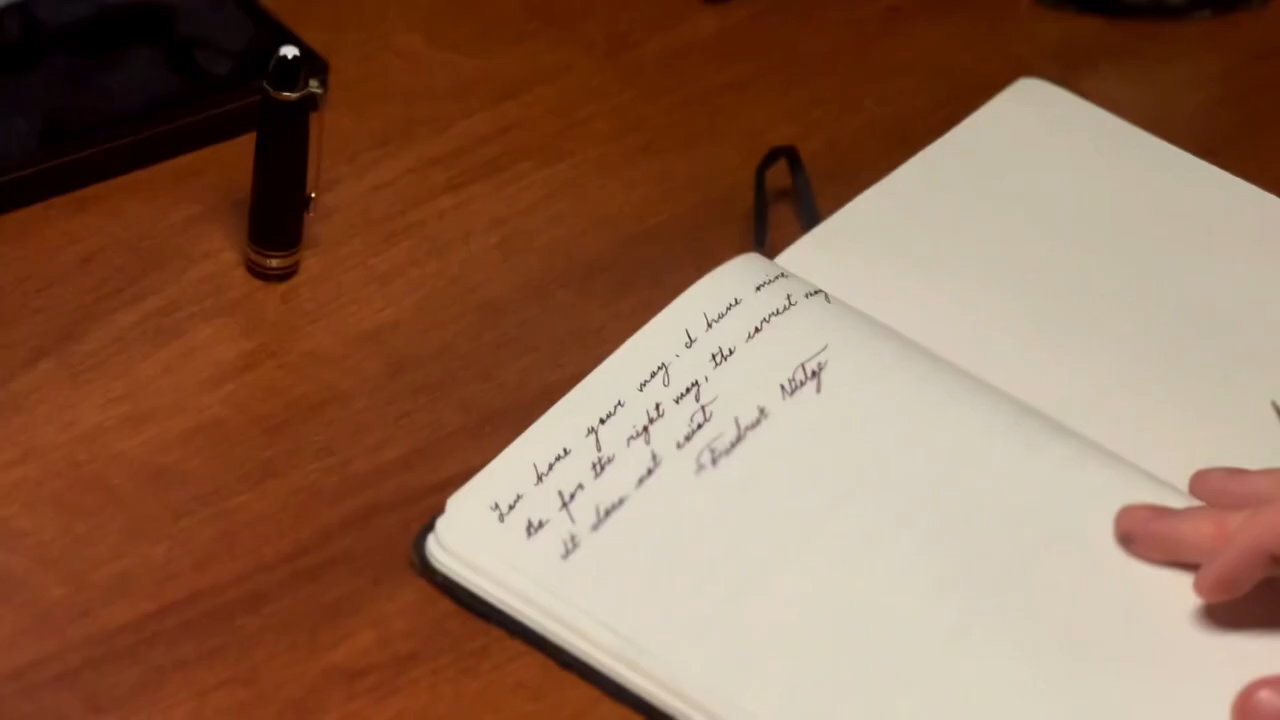 You have your way. I have mine.
As for the right way, the correct way
it does not exist
-Friedrich Nietzsche